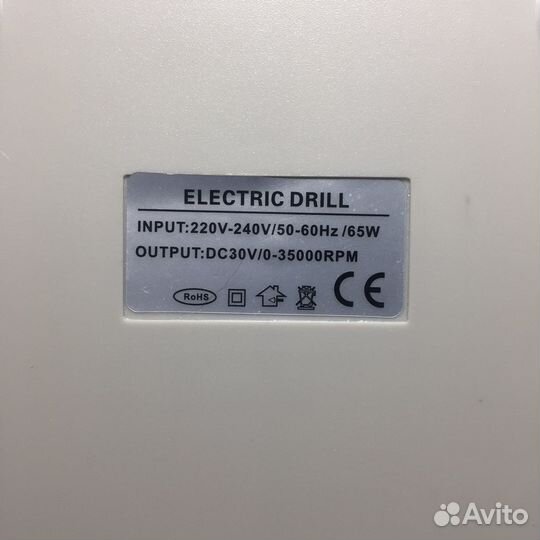 ELECTRIC DRILL
INPUT:220V-240V/50-60Hz /65W
OUTPUT:DC30V/0-35000RPM
RoHS CE
Avito